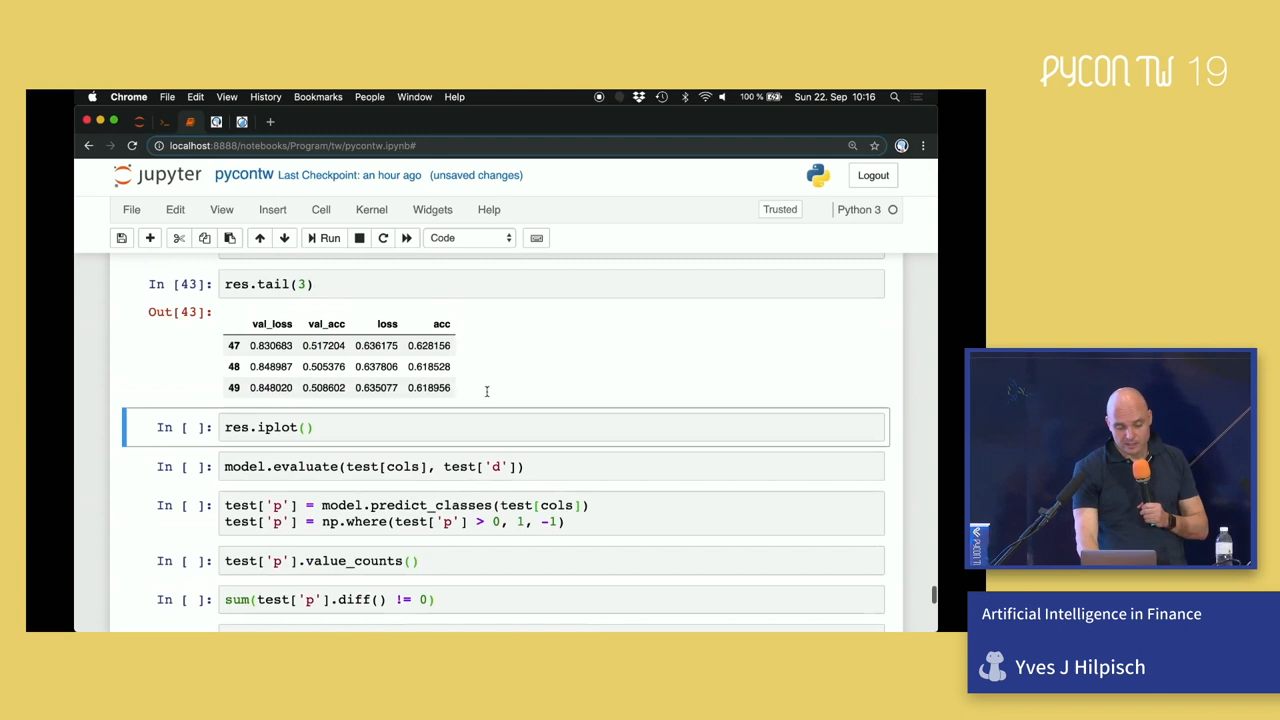 PYCON TW 19
Chrome File Edit View History Bookmarks People Window Help 100 % Sun 22. Sep 10:16
localhost:8888/notebooks/Program/tw/pycontw.ipynb#
jupyter pycontw Last Checkpoint: an hour ago (unsaved changes) Logout
File Edit View Insert Cell Kernel Widgets Help Trusted Python 3
Run Code
In [43]: res.tail(3)
Out[43]:
val_loss val_acc loss acc
47 0.830683 0.517204 0.636175 0.628156
48 0.848987 0.505376 0.637806 0.618528
49 0.848020 0.508602 0.635077 0.618956
In [ ]: res.iplot()
In [ ]: model.evaluate(test[cols], test['d'])
In [ ]: test['p'] = model.predict_classes(test[cols])
test['p'] = np.where(test['p'] > 0, 1, -1)
In [ ]: test['p'].value_counts()
In [ ]: sum(test['p'].diff() != 0)
Artificial Intelligence in Finance
Yves J Hilpisch